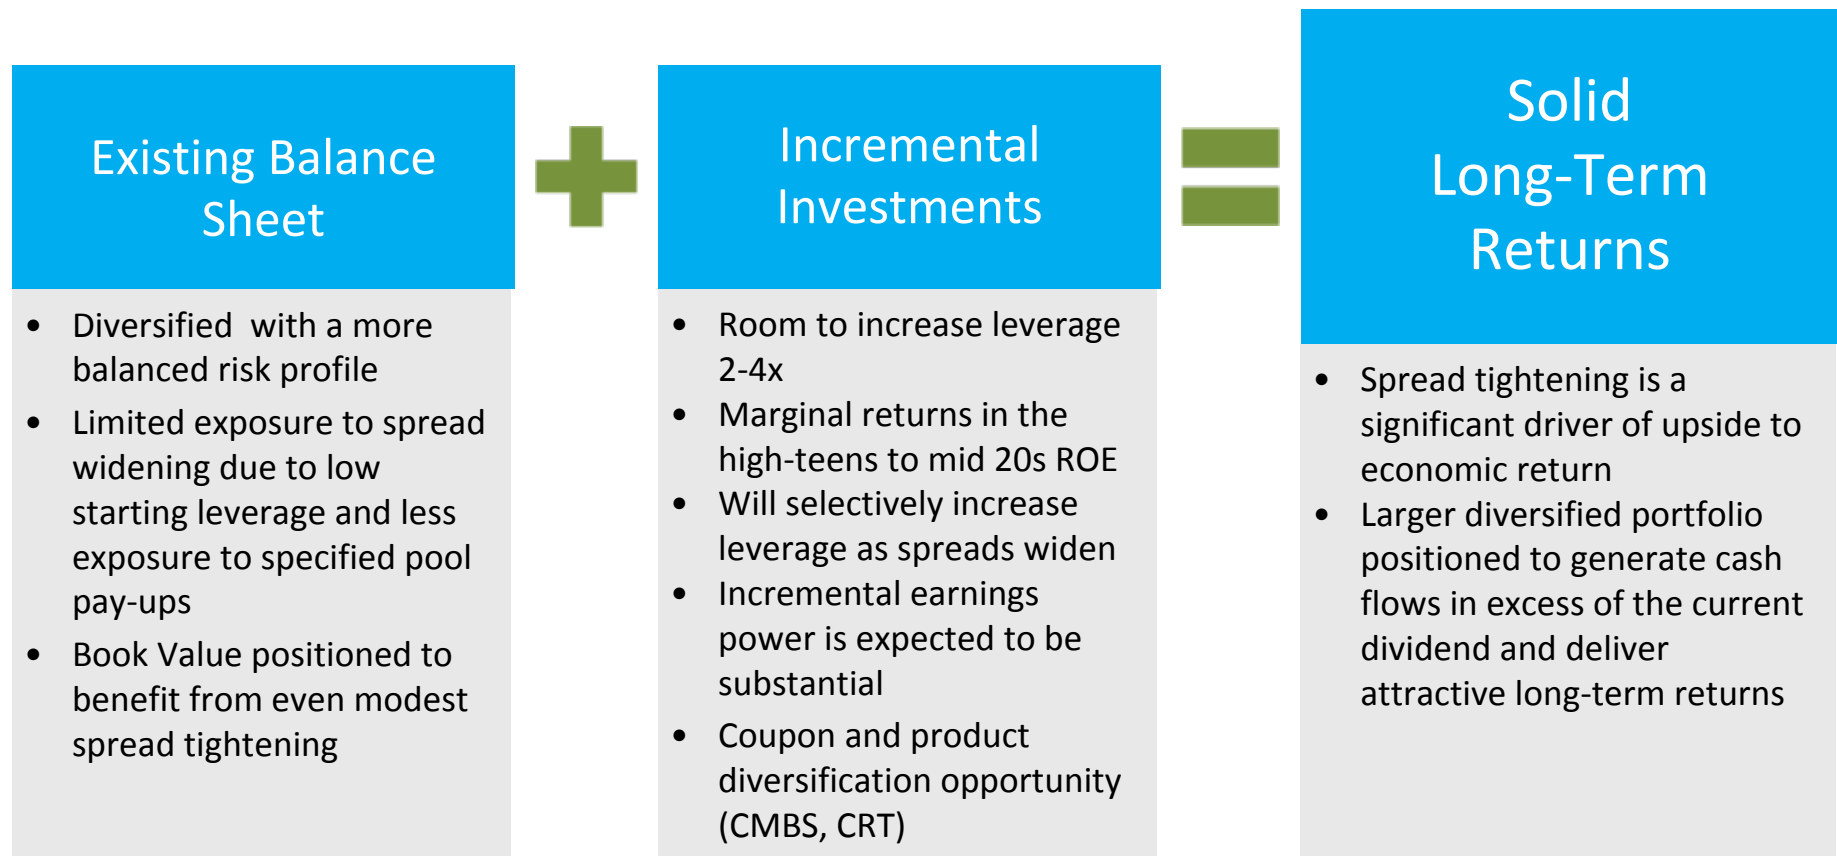 Existing Balance
Sheet
• Diversified  with a more
balanced risk profile
• Limited exposure to spread
widening due to low
starting leverage and less
exposure to specified pool
pay-ups
• Book Value positioned to
benefit from even modest
spread tightening
Incremental
Investments
• Room to increase leverage
2-4x
• Marginal returns in the
high-teens to mid 20s ROE
• Will selectively increase
leverage as spreads widen
• Incremental earnings
power is expected to be
substantial
• Coupon and product
diversification opportunity
(CMBS, CRT)
Solid
Long-Term
Returns
• Spread tightening is a
significant driver of upside to
economic return
• Larger diversified portfolio
positioned to generate cash
flows in excess of the current
dividend and deliver
attractive long-term returns